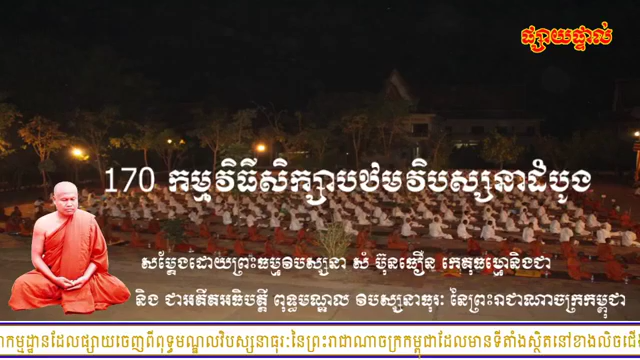 ផ្សាយផ្ទាល់
170 កម្មវិធីសិក្សាបឋមវិបស្សនាដំបូង
សម្ដែងដោយព្រះធម្មវិបស្សនា សំ ប៊ុនធឿន កេតុធម្មោនិងជា
និង ជាអតីតអធិបតី ពុទ្ធមណ្ឌល វិបស្សនាធុរៈ នៃព្រះរាជាណាចក្រកម្ពុជា
កម្មដ្ឋានដែលផ្សាយចេញពីពុទ្ធមណ្ឌលវិបស្សនាធុរៈនៃព្រះរាជាណាចក្រកម្ពុជាដែលមានទីតាំងស្ថិតនៅខាងលិចជើង